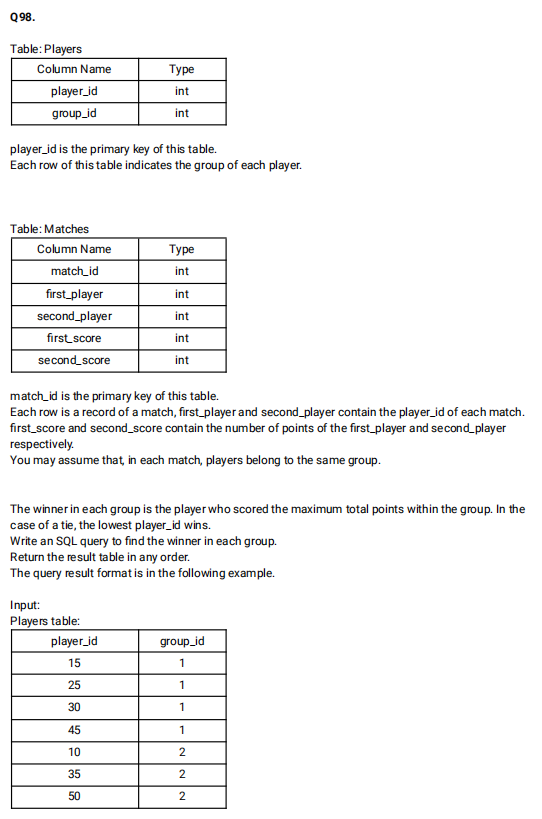 Q98.
Table: Players
Column Name Type
player_id int
group_id int
player_id is the primary key of this table.
Each row of this table indicates the group of each player.
Table: Matches
Column Name Type
match_id int
first_player int
second_player int
first_score int
second_score int
match_id is the primary key of this table.
Each row is a record of a match, first_player and second_player contain the player_id of each match.
first_score and second_score contain the number of points of the first_player and second_player
respectively.
You may assume that, in each match, players belong to the same group.
The winner in each group is the player who scored the maximum total points within the group. In the
case of a tie, the lowest player_id wins.
Write an SQL query to find the winner in each group.
Return the result table in any order.
The query result format is in the following example.
Input:
Players table:
player_id group_id
15 1
25 1
30 1
45 1
10 2
35 2
50 2